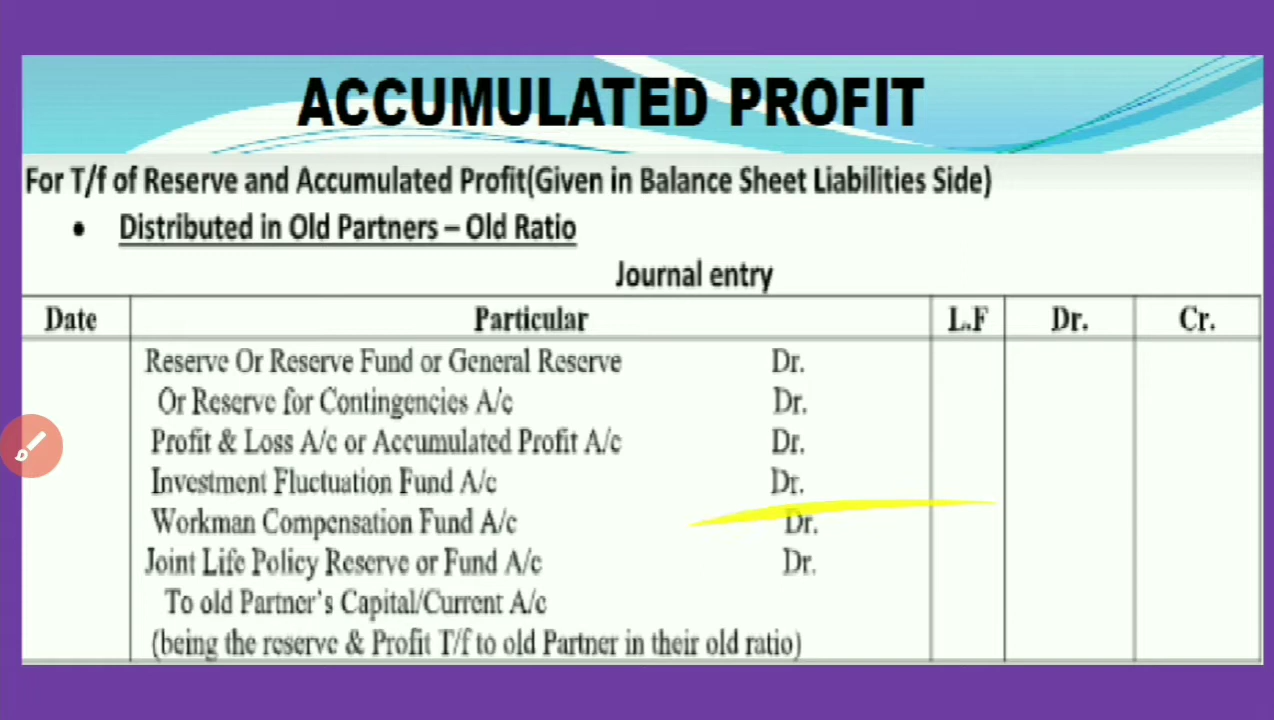 ACCUMULATED PROFIT
For T/f of Reserve and Accumulated Profit(Given in Balance Sheet Liabilities Side)
• Distributed in Old Partners – Old Ratio
Journal entry
Date Particular L.F Dr. Cr.
Reserve Or Reserve Fund or General Reserve Dr.
Or Reserve for Contingencies A/c Dr.
Profit & Loss A/c or Accumulated Profit A/c Dr.
Investment Fluctuation Fund A/c Dr.
Workman Compensation Fund A/c Dr.
Joint Life Policy Reserve or Fund A/c Dr.
To old Partner's Capital/Current A/c
(being the reserve & Profit T/f to old Partner in their old ratio)